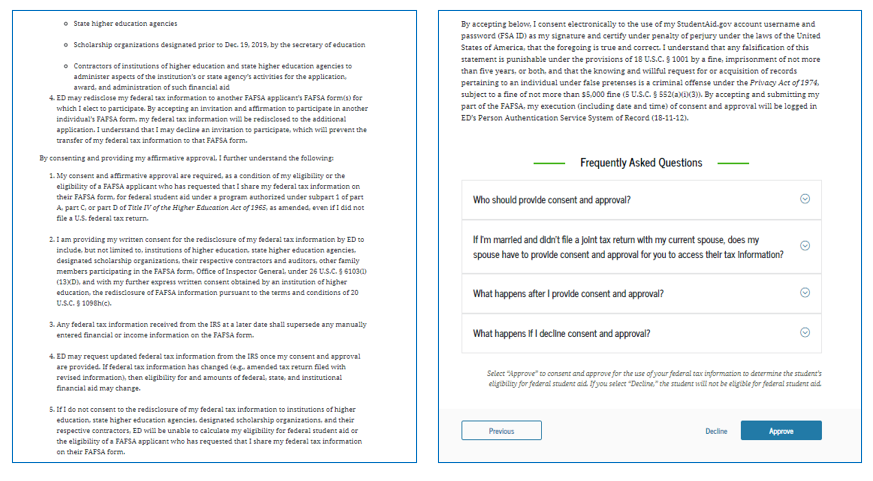 State higher education agencies
Scholarship organizations designated prior to Dec. 19, 2019, by the secretary of education
Contractors of institutions of higher education and state higher education agencies to
administer aspects of the institution's or state agency's activities for the application,
award, and administration of such financial aid
4. ED may redisclose my federal tax information to another FAFSA applicant's FAFSA form(s) for
which I elect to participate. By accepting an invitation and affirmation to participate in another
individual's FAFSA form, my federal tax information will be redisclosed to the additional
application. I understand that I may decline an invitation to participate, which will prevent the
transfer of my federal tax information to that FAFSA form.
By consenting and providing my affirmative approval, I further understand the following:
1. My consent and affirmative approval are required, as a condition of my eligibility or the
eligibility of a FAFSA applicant who has requested that I share my federal tax information on
their FAFSA form, for federal student aid under a program authorized under subpart 1 of part
A, part C, or part D of Title IV of the Higher Education Act of 1965, as amended, even if I did not
file a U.S. federal tax return.
2. I am providing my written consent for the redisclosure of my federal tax information by ED to
include, but not limited to, institutions of higher education, state higher education agencies,
designated scholarship organizations, their respective contractors and auditors, other family
members participating in the FAFSA form, Office of Inspector General, under 26 U.S.C. § 6103(l)
(13)(D), and with my further express written consent obtained by an institution of higher
education, the redisclosure of FAFSA information pursuant to the terms and conditions of 20
U.S.C. § 1098h(c).
3. Any federal tax information received from the IRS at a later date shall supersede any manually
entered financial or income information on the FAFSA form.
4. ED may request updated federal tax information from the IRS once my consent and approval
are provided. If federal tax information has changed (e.g., amended tax return filed with
revised information), then eligibility for and amounts of federal, state, and institutional
financial aid may change.
5. If I do not consent to the redisclosure of my federal tax information to institutions of higher
education, state higher education agencies, designated scholarship organizations, and their
respective contractors, ED will be unable to calculate my eligibility for federal student aid or
the eligibility of a FAFSA applicant who has requested that I share my federal tax information
on their FAFSA form.
By accepting below, I consent electronically to the use of my StudentAid.gov account username and
password (FSA ID) as my signature and certify under penalty of perjury under the laws of the United
States of America, that the foregoing is true and correct. I understand that any falsification of this
statement is punishable under the provisions of 18 U.S.C. § 1001 by a fine, imprisonment of not more
than five years, or both, and that the knowing and willful request for or acquisition of records
pertaining to an individual under false pretenses is a criminal offense under the Privacy Act of 1974,
subject to a fine of not more than $5,000 fine (5 U.S.C. § 552(a)(i)(3)). By accepting and submitting my
part of the FAFSA, my execution (including date and time) of consent and approval will be logged in
ED's Person Authentication Service System of Record (18-11-12).
Frequently Asked Questions
Who should provide consent and approval?
If I'm married and didn't file a joint tax return with my current spouse, does my
spouse have to provide consent and approval for you to access their tax information?
What happens after I provide consent and approval?
What happens if I decline consent and approval?
Select "Approve" to consent and approve for the use of your federal tax information to determine the student's
eligibility for federal student aid. If you select "Decline," the student will not be eligible for federal student aid.
Previous
Decline
Approve